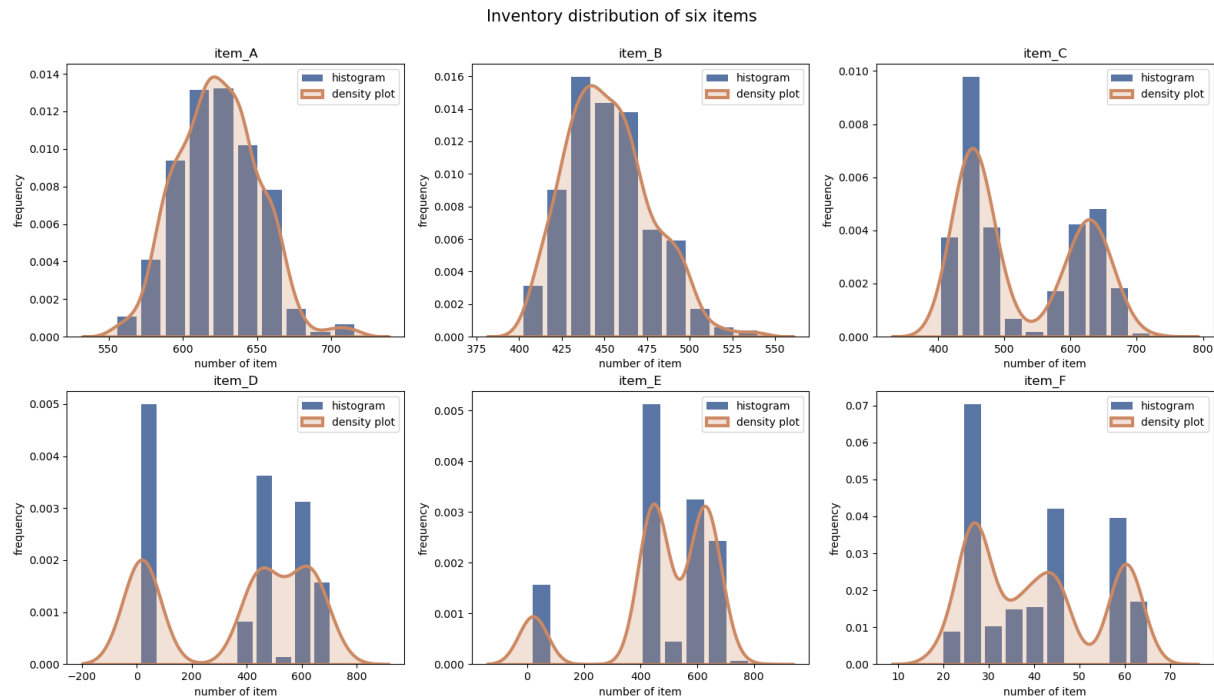 Inventory distribution of six items
item_A
histogram
density plot
frequency
0.014
0.012
0.010
0.008
0.006
0.004
0.002
0.000
550 600 650 700
number of item
item_B
histogram
density plot
frequency
0.016
0.014
0.012
0.010
0.008
0.006
0.004
0.002
0.000
375 400 425 450 475 500 525 550
number of item
item_C
histogram
density plot
frequency
0.010
0.008
0.006
0.004
0.002
0.000
400 500 600 700 800
number of item
item_D
histogram
density plot
frequency
0.005
0.004
0.003
0.002
0.001
0.000
−200 0 200 400 600 800
number of item
item_E
histogram
density plot
frequency
0.005
0.004
0.003
0.002
0.001
0.000
0 200 400 600 800
number of item
item_F
histogram
density plot
frequency
0.07
0.06
0.05
0.04
0.03
0.02
0.01
0.00
10 20 30 40 50 60 70
number of item